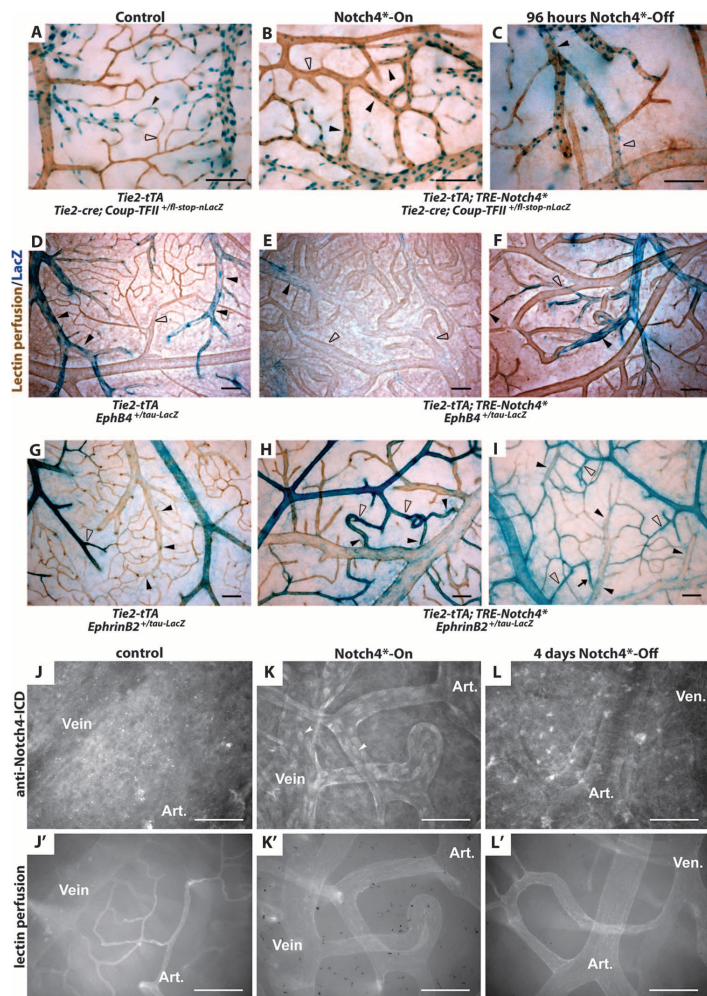 Control
Notch4*-On
96 hours Notch4*-Off
A
B
C
Tie2-tTA
Tie2-cre; Coup-TFII +/fl-stop-nLacZ
Tie2-tTA; TRE-Notch4*
Tie2-cre; Coup-TFII +/fl-stop-nLacZ
Lectin perfusion/LacZ
D
E
F
Tie2-tTA
EphB4 +/tau-LacZ
Tie2-tTA; TRE-Notch4*
EphB4 +/tau-LacZ
G
H
I
Tie2-tTA
EphrinB2 +/tau-LacZ
Tie2-tTA; TRE-Notch4*
EphrinB2 +/tau-LacZ
control
Notch4*-On
4 days Notch4*-Off
anti-Notch4-ICD
J
Vein
Art.
K
Art.
Vein
L
Ven.
Art.
lectin perfusion
J'
Vein
Art.
K'
Art.
Vein
L'
Ven.
Art.